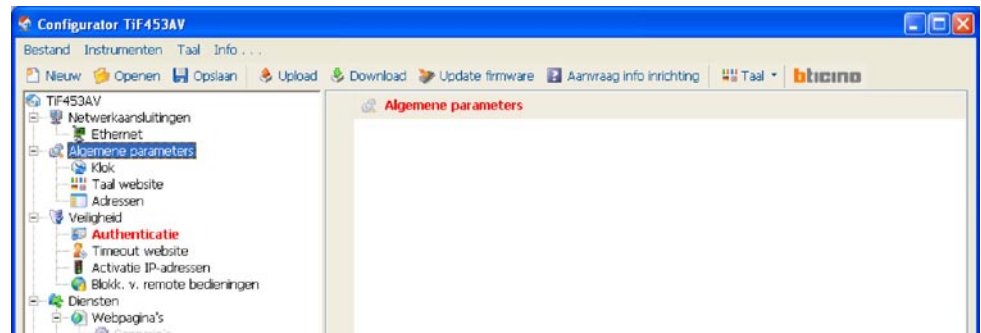 Configurator TiF453AV
Bestand Instrumenten Taal Info . . .
Nieuw Openen Opslaan Upload Download Update firmware Aanvraag info inrichting Taal bticino
TiF453AV
Netwerkaansluitingen
Ethernet
Algemene parameters
Klok
Taal website
Adressen
Veiligheid
Authenticatie
Timeout website
Activatie IP-adressen
Blokk. v. remote bedieningen
Diensten
Webpagina's
Algemene parameters